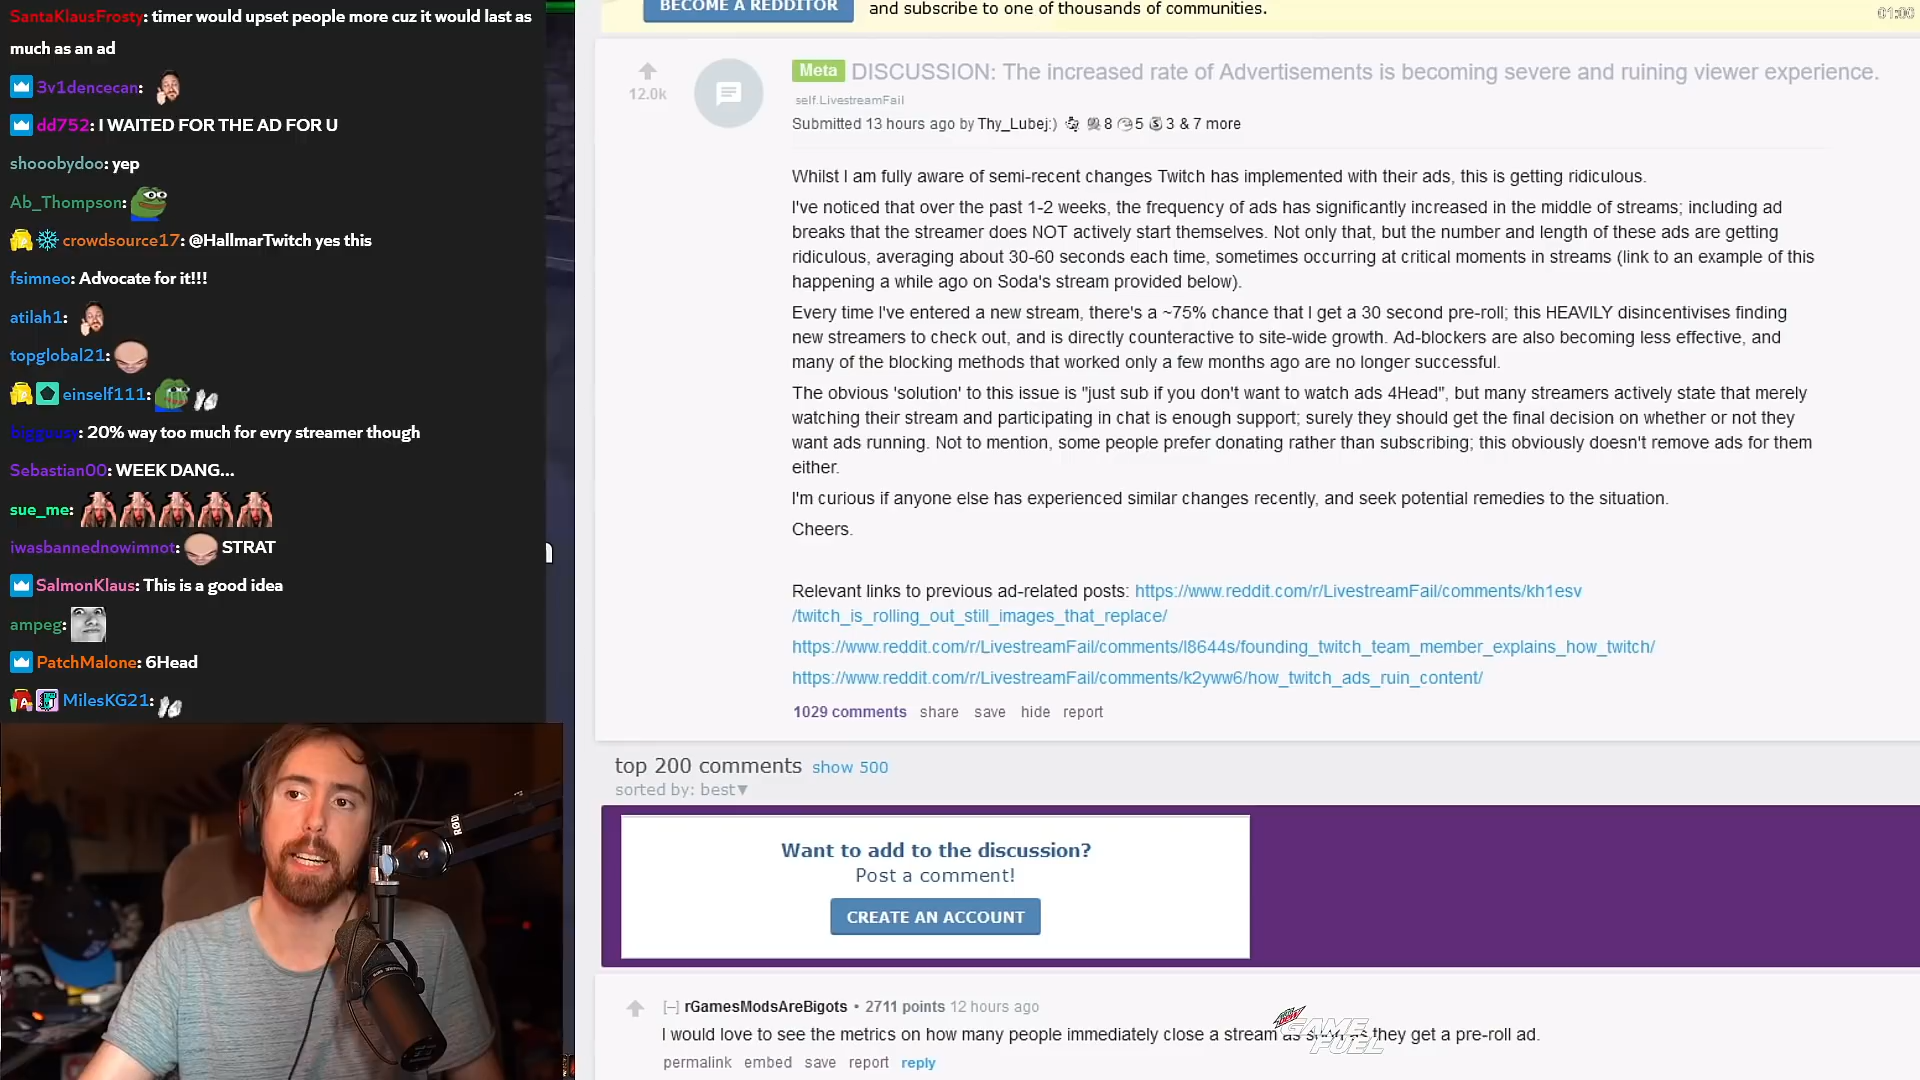 SantaKlausFrosty: timer would upset people more cuz it would last as
much as an ad
3v1dencecan:
dd752: I WAITED FOR THE AD FOR U
shooobydoo: yep
Ab_Thompson:
crowdsource17: @HallmarTwitch yes this
fsimneo: Advocate for it!!!
atilah1:
topglobal21:
einself111:
bigguusy: 20% way too much for evry streamer though
Sebastian00: WEEK DANG...
sue_me:
iwasbannednowimnot: STRAT
SalmonKlaus: This is a good idea
ampeg:
PatchMalone: 6Head
MilesKG21:
RØDE
BECOME A REDDITOR
and subscribe to one of thousands of communities.
01:00
12.0k
Meta DISCUSSION: The increased rate of Advertisements is becoming severe and ruining viewer experience.
self.LivestreamFail
Submitted 13 hours ago by Thy_Lubej:) 8 5 3 & 7 more
Whilst I am fully aware of semi-recent changes Twitch has implemented with their ads, this is getting ridiculous.
I've noticed that over the past 1-2 weeks, the frequency of ads has significantly increased in the middle of streams; including ad
breaks that the streamer does NOT actively start themselves. Not only that, but the number and length of these ads are getting
ridiculous, averaging about 30-60 seconds each time, sometimes occurring at critical moments in streams (link to an example of this
happening a while ago on Soda's stream provided below).
Every time I've entered a new stream, there's a ~75% chance that I get a 30 second pre-roll; this HEAVILY disincentivises finding
new streamers to check out, and is directly counteractive to site-wide growth. Ad-blockers are also becoming less effective, and
many of the blocking methods that worked only a few months ago are no longer successful.
The obvious 'solution' to this issue is "just sub if you don't want to watch ads 4Head", but many streamers actively state that merely
watching their stream and participating in chat is enough support; surely they should get the final decision on whether or not they
want ads running. Not to mention, some people prefer donating rather than subscribing; this obviously doesn't remove ads for them
either.
I'm curious if anyone else has experienced similar changes recently, and seek potential remedies to the situation.
Cheers.
Relevant links to previous ad-related posts: https://www.reddit.com/r/LivestreamFail/comments/kh1esv
/twitch_is_rolling_out_still_images_that_replace/
https://www.reddit.com/r/LivestreamFail/comments/l8644s/founding_twitch_team_member_explains_how_twitch/
https://www.reddit.com/r/LivestreamFail/comments/k2yww6/how_twitch_ads_ruin_content/
1029 comments share save hide report
top 200 comments show 500
sorted by: best▼
Want to add to the discussion?
Post a comment!
CREATE AN ACCOUNT
[–] rGamesModsAreBigots • 2711 points 12 hours ago
I would love to see the metrics on how many people immediately close a stream as they get a pre-roll ad.
GAME
FUEL
permalink embed save report reply